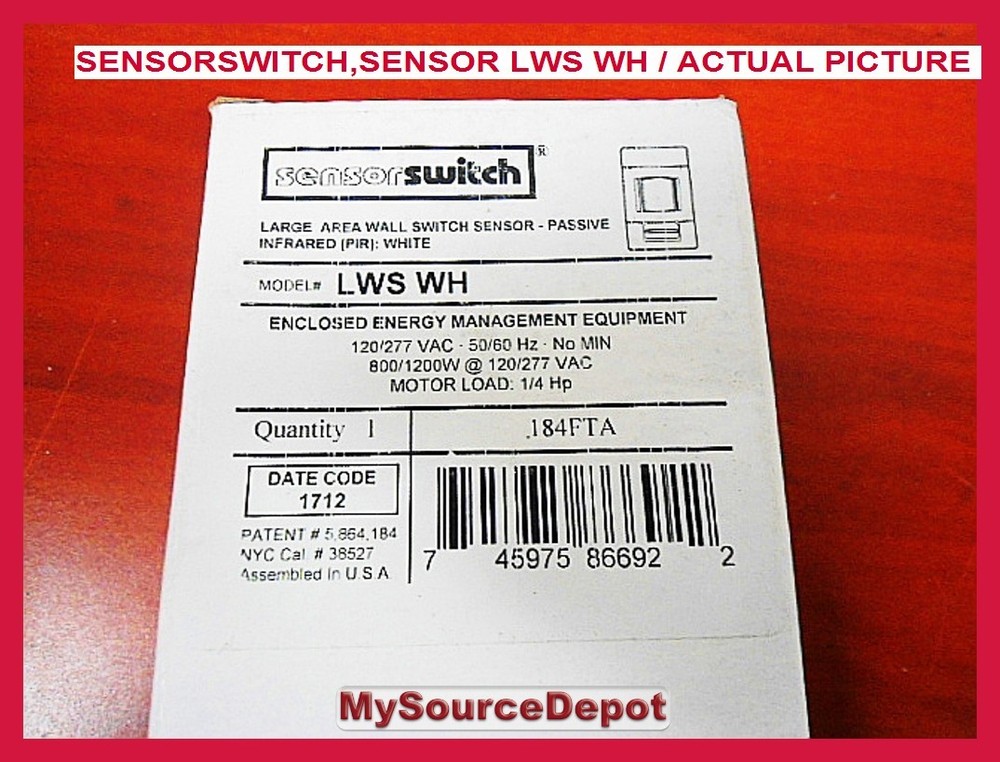 SENSORSWITCH,SENSOR LWS WH / ACTUAL PICTURE
sensorswitch®
LARGE AREA WALL SWITCH SENSOR - PASSIVE
INFRARED (PIR): WHITE
MODEL# LWS WH
ENCLOSED ENERGY MANAGEMENT EQUIPMENT
120/277 VAC - 50/60 Hz - No MIN
800/1200W @ 120/277 VAC
MOTOR LOAD: 1/4 Hp
Quantity 1
184FTA
DATE CODE
1712
PATENT # 5,864,184
NYC Cal. # 38527
Assembled in U.S.A.
7 45975 86692 2
MySourceDepot